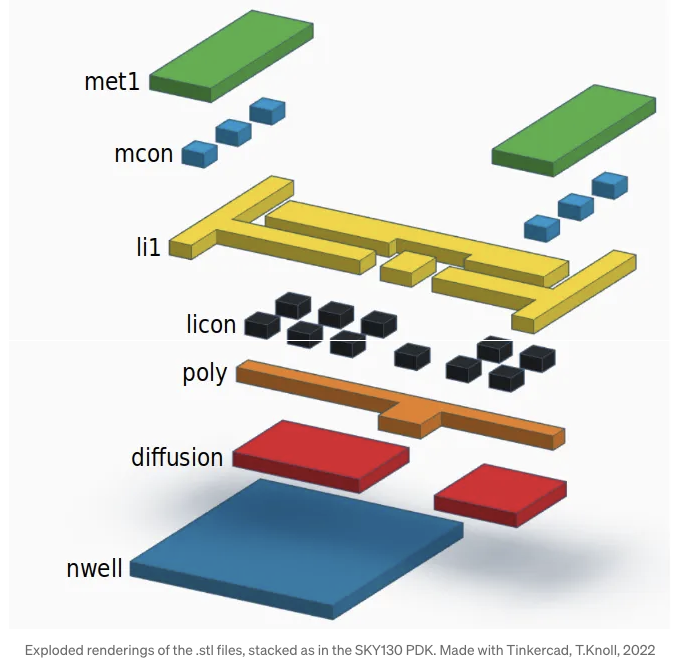 met1
mcon
li1
licon
poly
diffusion
nwell
Exploded renderings of the .stl files, stacked as in the SKY130 PDK. Made with Tinkercad, T.Knoll, 2022